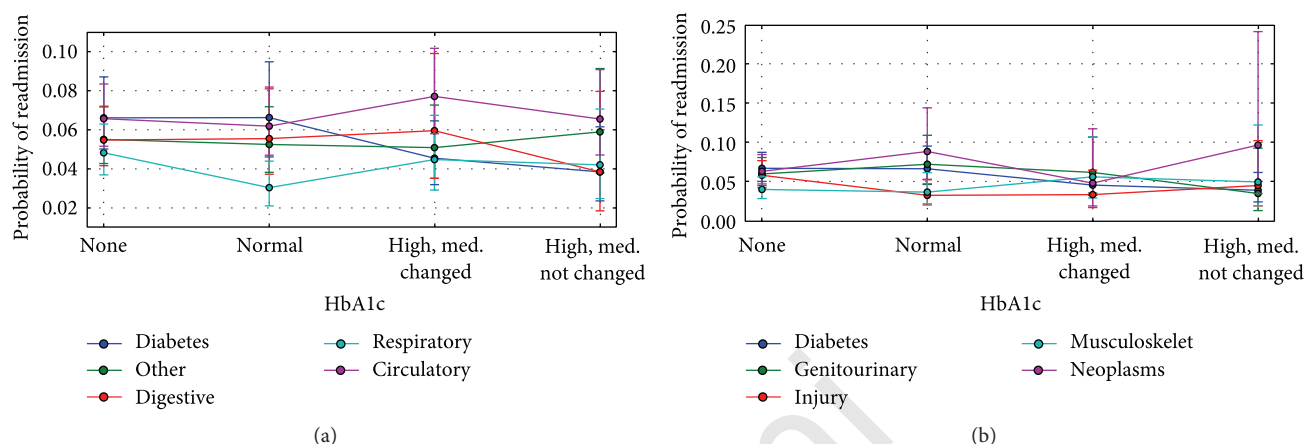 Probability of readmission
0.10
0.08
0.06
0.04
0.02
None
Normal
High, med.
changed
High, med.
not changed
HbA1c
Diabetes
Other
Digestive
Respiratory
Circulatory
(a)
Probability of readmission
0.25
0.20
0.15
0.10
0.05
0.00
None
Normal
High, med.
changed
High, med.
not changed
HbA1c
Diabetes
Genitourinary
Injury
Musculoskelet
Neoplasms
(b)